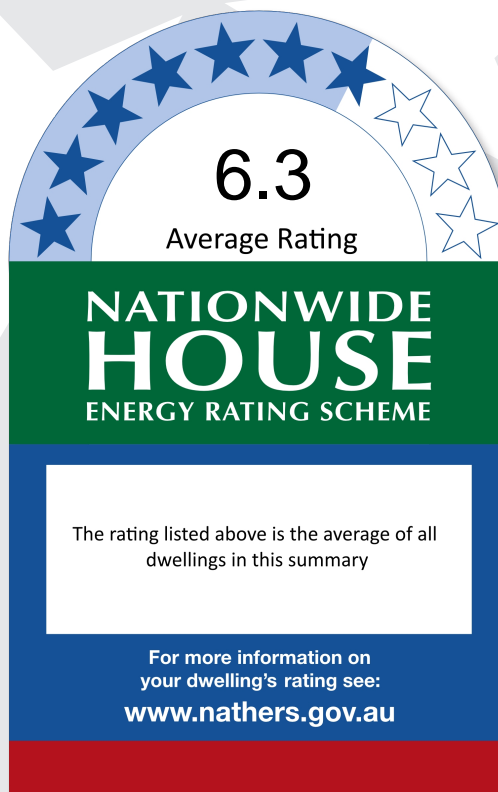 6.3
Average Rating
NATIONWIDE
HOUSE
ENERGY RATING SCHEME
The rating listed above is the average of all
dwellings in this summary
For more information on
your dwelling's rating see:
www.nathers.gov.au